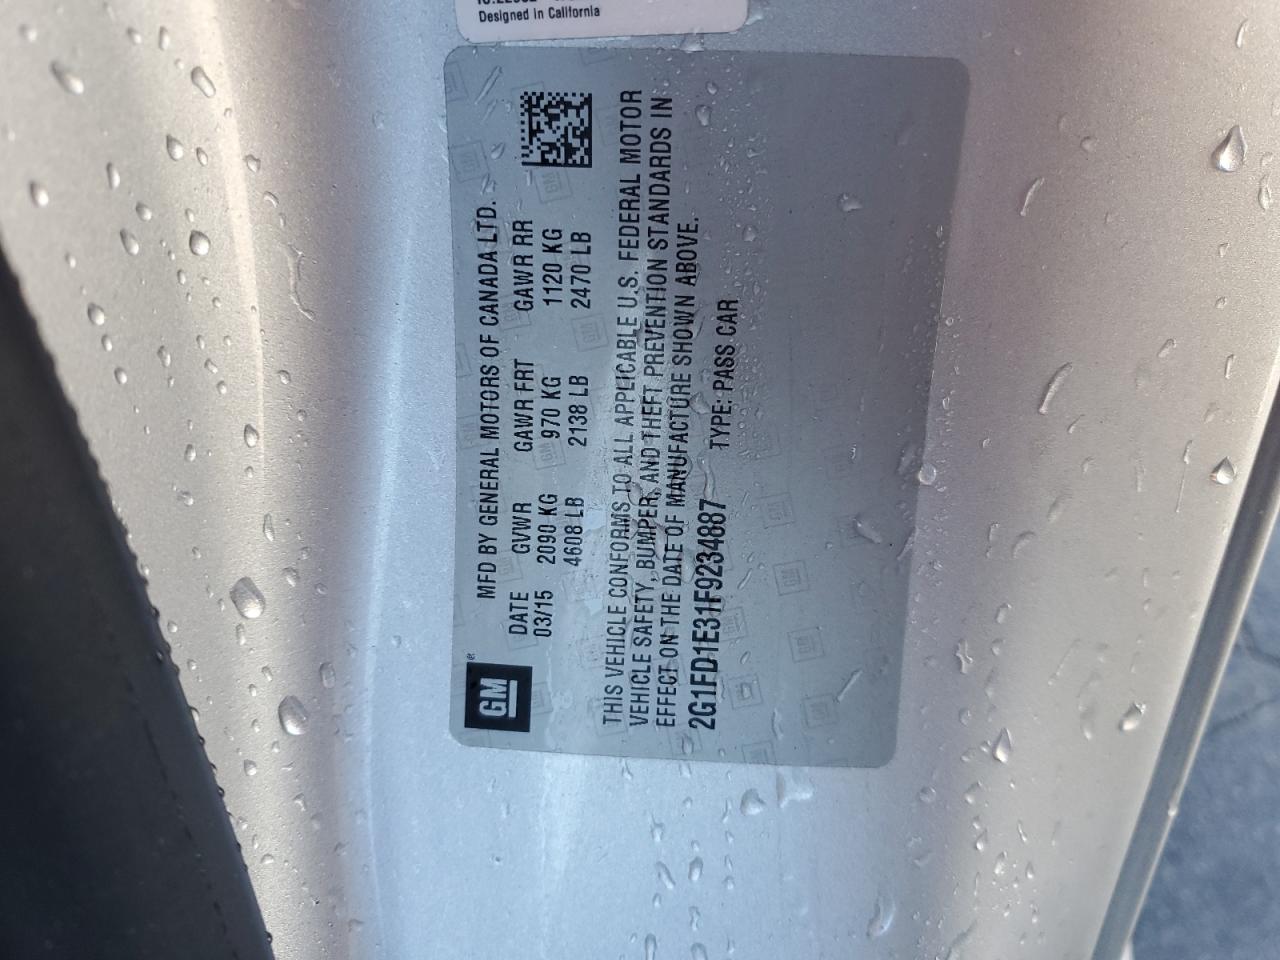 Designed in California
MFD BY GENERAL MOTORS OF CANADA LTD.
DATE GVWR GAWR FRT GAWR RR
03/15 2090 KG 970 KG 1120 KG
4608 LB 2138 LB 2470 LB
THIS VEHICLE CONFORMS TO ALL APPLICABLE U.S. FEDERAL MOTOR
VEHICLE SAFETY, BUMPER, AND THEFT PREVENTION STANDARDS IN
EFFECT ON THE DATE OF MANUFACTURE SHOWN ABOVE.
2G1FD1E31F9234887 TYPE: PASS CAR
GM